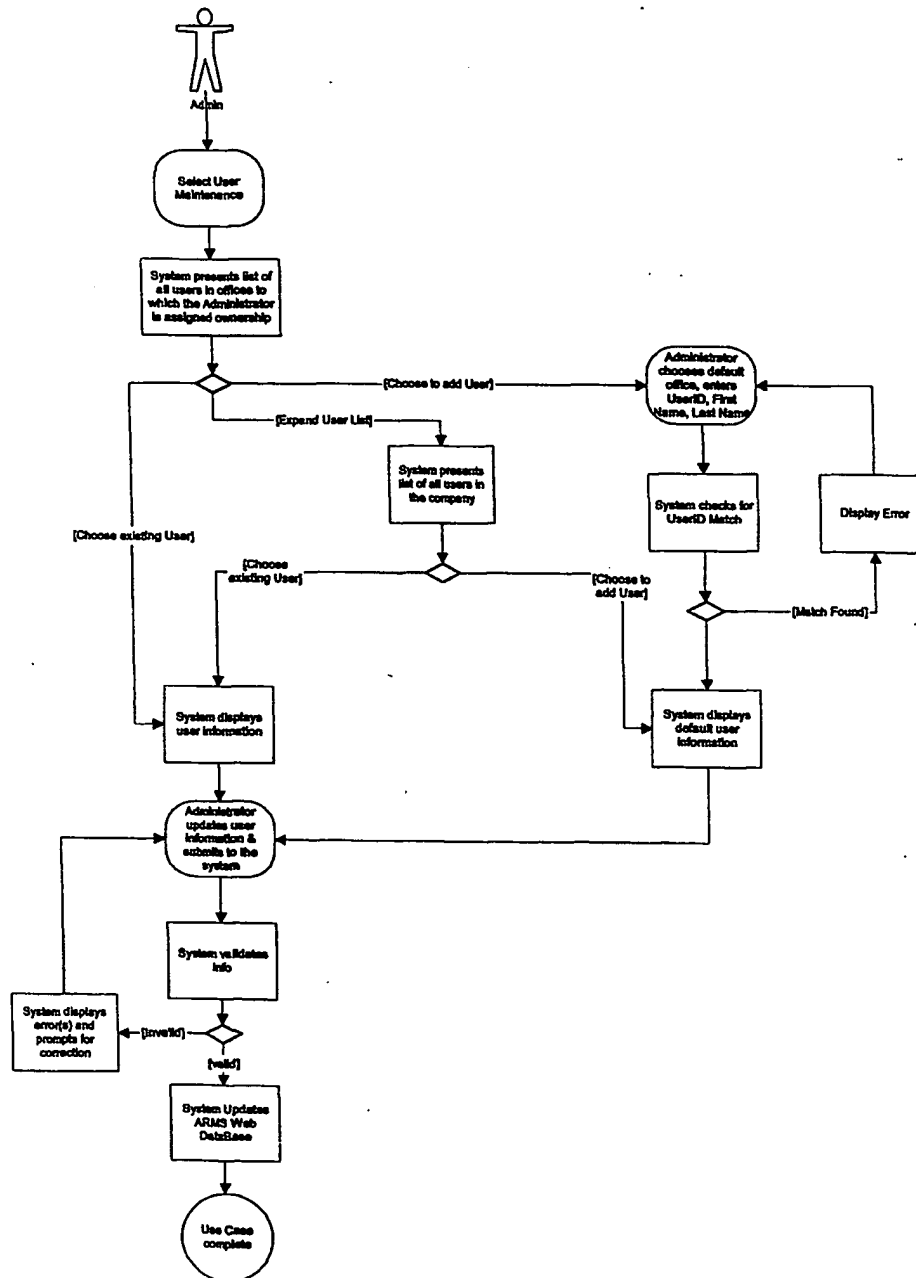 Admin
Select User
Maintenance
System presents list of
all users in offices to
which the Administrator
is assigned ownership
[Choose to add User]
Administrator
chooses default
office, enters
UserID, First
Name, Last Name
[Expand User List]
System presents
list of all users in
the company
System checks for
UserID Match
Display Error
[Choose existing User]
[Choose
existing User]
[Choose to
add User]
[Match Found]
System displays
user information
System displays
default user
information
Administrator
updates user
information &
submits to the
system
System validates
info
System displays
error(s) and
prompts for
correction
[Invalid]
[valid]
System Updates
ARMS Web
DataBase
Use Case
complete